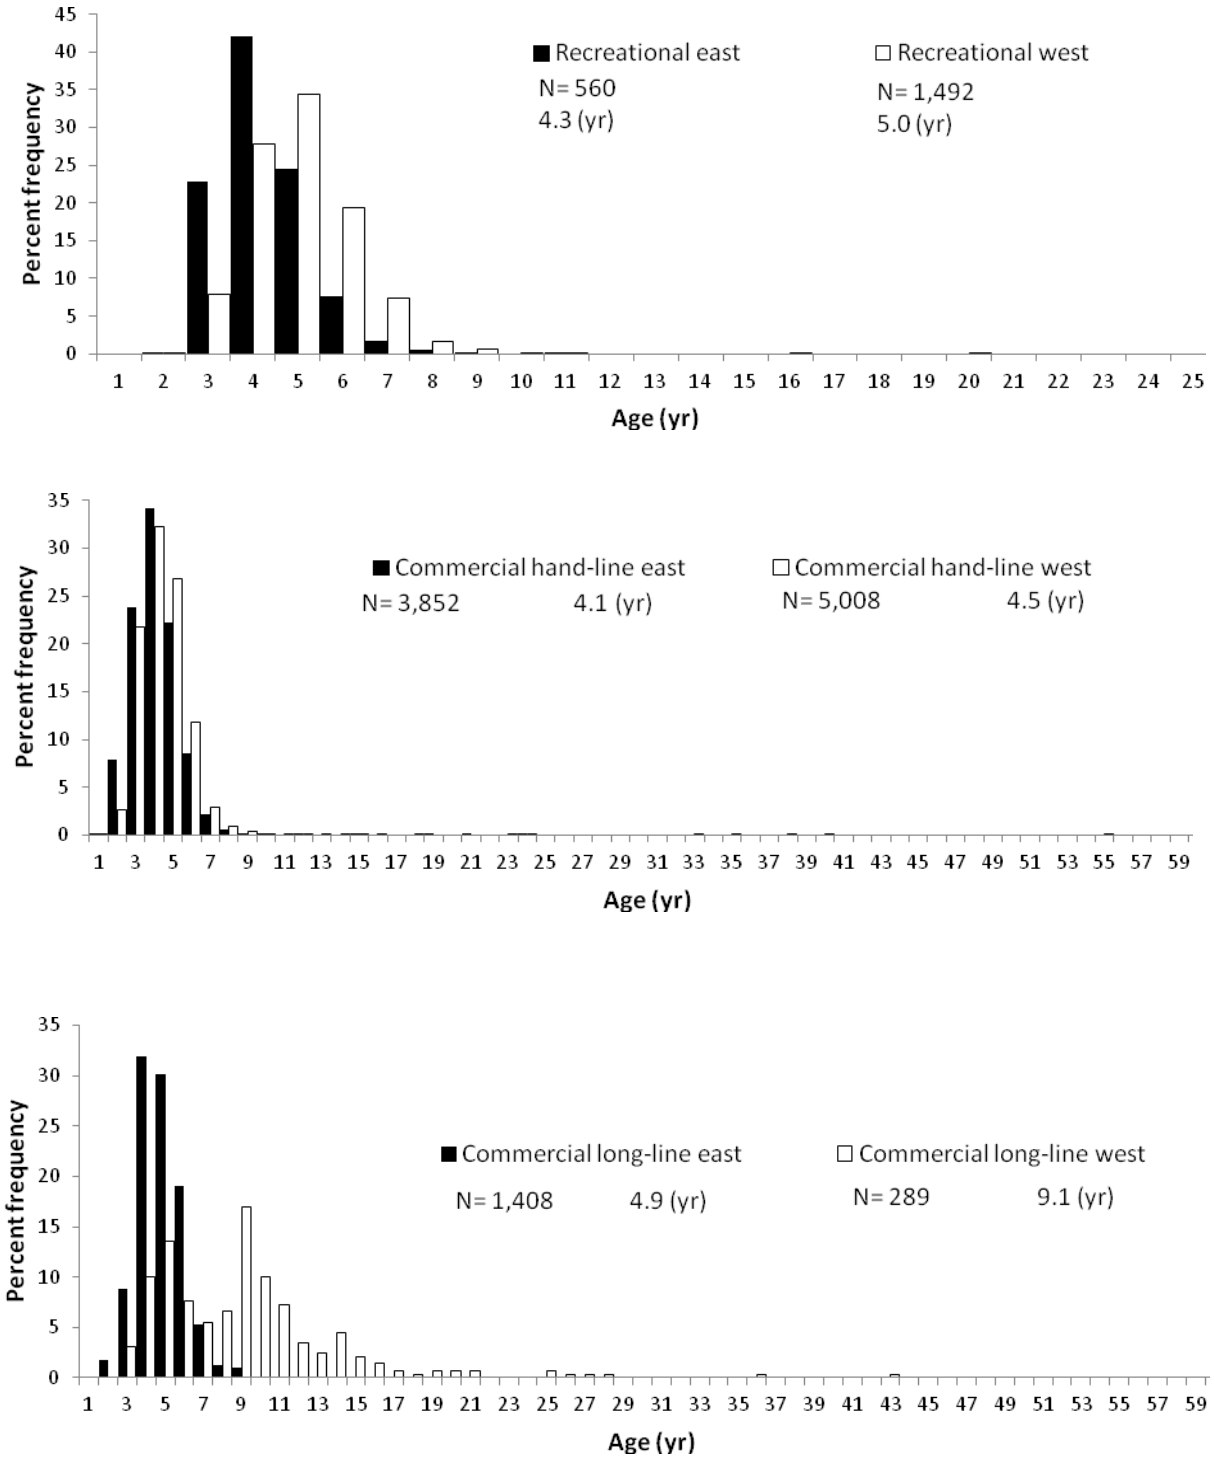 45
40
35
30
25
20
15
10
5
0
Percent frequency
Recreational east
Recreational west
N= 560
N= 1,492
4.3 (yr)
5.0 (yr)
1 2 3 4 5 6 7 8 9 10 11 12 13 14 15 16 17 18 19 20 21 22 23 24 25
Age (yr)
35
30
25
20
15
10
5
0
Percent frequency
Commercial hand-line east
Commercial hand-line west
N= 3,852 4.1 (yr)
N= 5,008 4.5 (yr)
1 3 5 7 9 11 13 15 17 19 21 23 25 27 29 31 33 35 37 39 41 43 45 47 49 51 53 55 57 59
Age (yr)
35
30
25
20
15
10
5
0
Percent frequency
Commercial long-line east
Commercial long-line west
N= 1,408 4.9 (yr)
N= 289 9.1 (yr)
1 3 5 7 9 11 13 15 17 19 21 23 25 27 29 31 33 35 37 39 41 43 45 47 49 51 53 55 57 59
Age (yr)